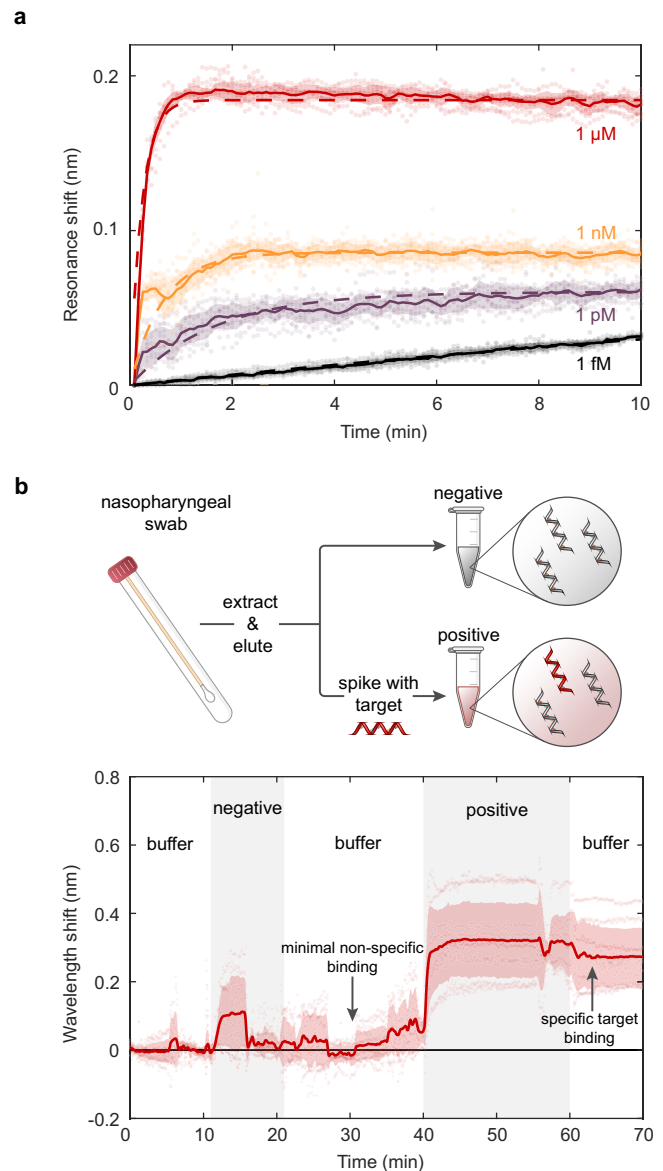 a
0.2
0.1
0
Resonance shift (nm)
1 µM
1 nM
1 pM
1 fM
0 2 4 6 8 10
Time (min)
b
nasopharyngeal
swab
extract
&
elute
negative
spike with
target
positive
0.8
0.6
0.4
0.2
0
-0.2
Wavelength shift (nm)
buffer
negative
buffer
positive
buffer
minimal non-specific
binding
specific target
binding
0 10 20 30 40 50 60 70
Time (min)